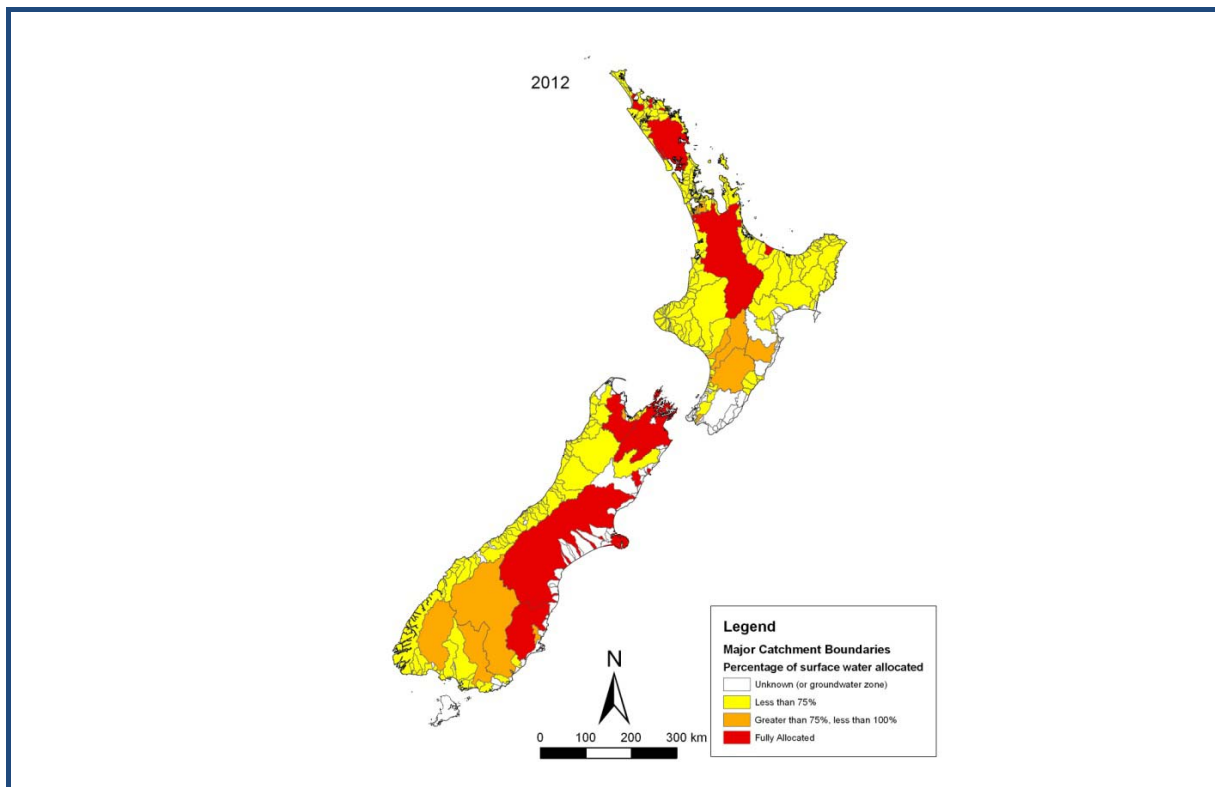 2012
Legend
Major Catchment Boundaries
Percentage of surface water allocated
Unknown (or groundwater zone)
Less than 75%
Greater than 75%, less than 100%
Fully Allocated
N
0 100 200 300 km